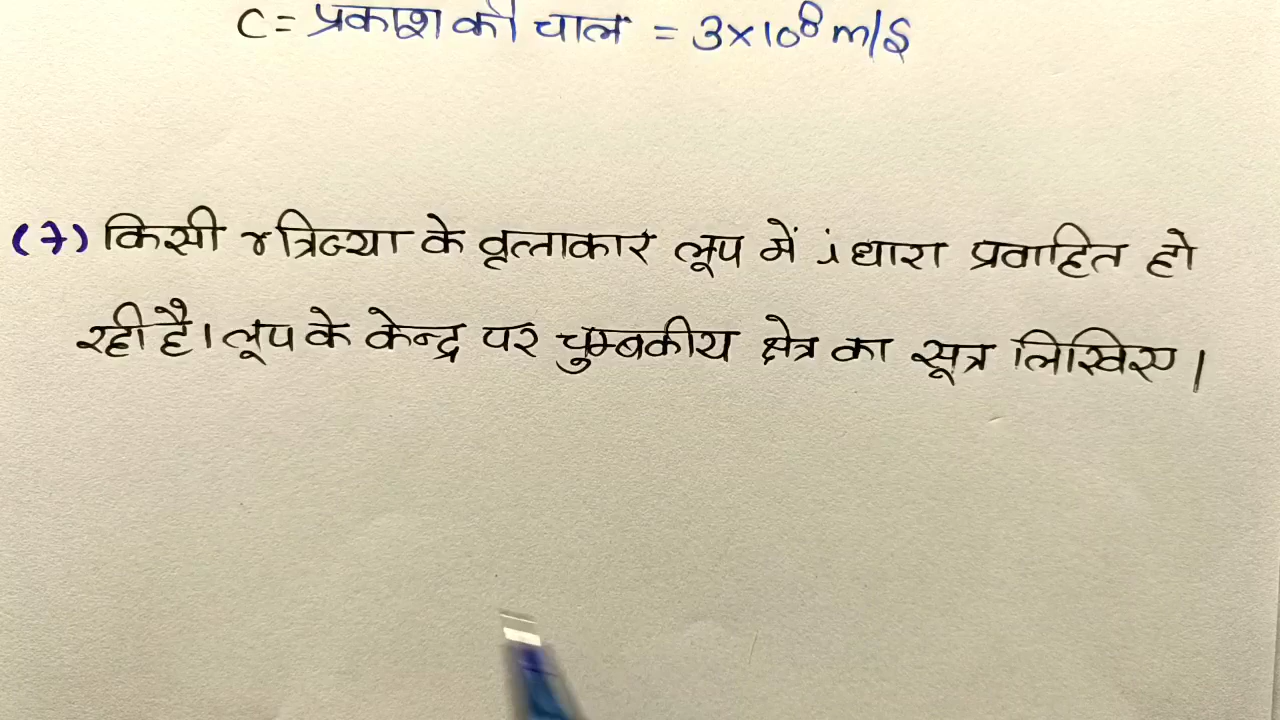 C = प्रकाश की चाल = 3×10⁸ m/s
(7) किसी r त्रिज्या के वृत्ताकार लूप में i धारा प्रवाहित हो
रही है। लूप के केन्द्र पर चुम्बकीय क्षेत्र का सूत्र लिखिए।